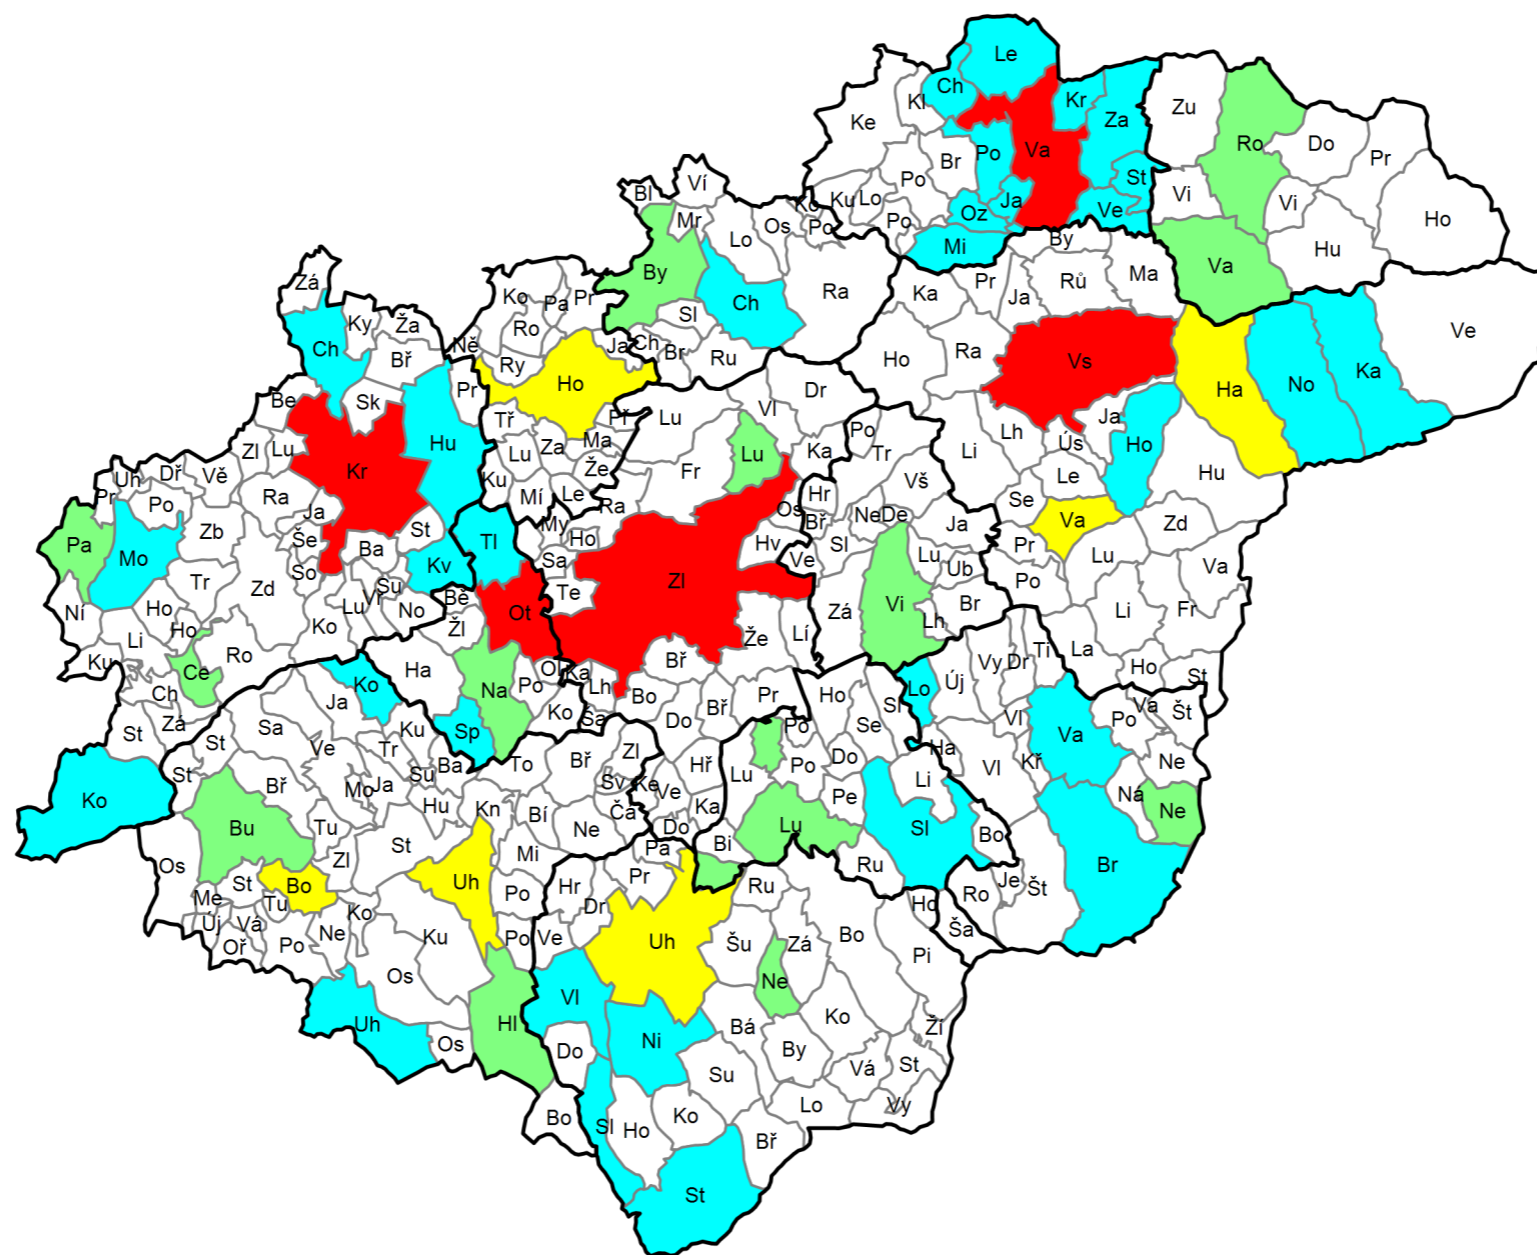 Le
Ch
Kl
Kr
Za
Zu
Ke
Va
Ro
Do
Pr
Br
Po
Po
St
Vi
Vi
Ho
Ku
Lo
Po
Oz
Ja
Ve
Hu
Mi
By
Va
Bl
Ví
Mr
Lo
Os
Ko
Po
Ra
By
Ch
Sl
Ch
Br
Ru
Ka
Pr
Ja
Rů
Ma
Ho
Ra
Vs
Ha
No
Ka
Ve
Zá
Ch
Ky
Ža
Bř
Sk
Be
Hu
Kr
Zl
Lu
Ně
Ko
Pa
Pr
Ro
Ry
Ja
Ho
Pr
Tř
Př
Lu
Za
Ma
Že
Ku
Mí
Le
Lu
Vl
Dr
Fr
Lu
Ka
Ra
Os
Hv
Po
Tr
Vš
Hr
Bř
Ne
De
Sl
Ja
Ve
Li
Lh
Ja
Ús
Ho
Le
Se
Va
Hu
Pr
Po
Lu
Zd
Va
Uh
Dř
Vě
Pr
Po
Ra
Ja
Zb
Pa
Mo
Še
So
Ba
St
Kv
Tl
My
Ho
Sa
Te
Zl
Tr
Zd
Ní
Ho
Ho
Li
Ku
Ko
Lu
Vr
Su
No
Bě
Žl
Ot
Ce
Ro
Ch
Zá
St
Ko
Ha
Na
Po
Ol
Ko
Sp
Ka
Lh
Sa
Bo
Bř
Že
Lí
Do
Bř
Pr
Zá
Vi
Lu
Ub
Lh
Br
Li
Fr
La
Ho
St
Lo
Új
Vy
Dr
Ti
Vl
Va
Po
Va
Št
Ne
Ná
Ne
Ko
St
St
Sa
Ja
Ve
Bř
Mo
Ja
Tr
Ku
Su
Ba
Hu
Bu
Tu
Zl
St
Kn
To
Bř
Zl
Sv
Ča
Bí
Ne
Mi
Ke
Ve
Hř
Ka
Do
Lu
Po
Po
Do
Ho
Se
Sl
Pe
Lu
Bi
Ha
Li
Sl
Vl
Kř
Bo
Br
Ru
Je
Ro
Št
Ša
Ho
Os
Me
St
Bo
Tu
Új
Vá
Oř
Po
Ne
Ko
Uh
Po
Po
Ku
Os
Uh
Os
Hl
Pa
Pr
Hr
Dr
Ve
Uh
Ru
Šu
Zá
Bo
Ne
Pi
Vl
Ni
Bá
Ko
Ží
Do
Su
By
Vá
St
Vy
Lo
Bo
Sl
Ho
Ko
Bř
St